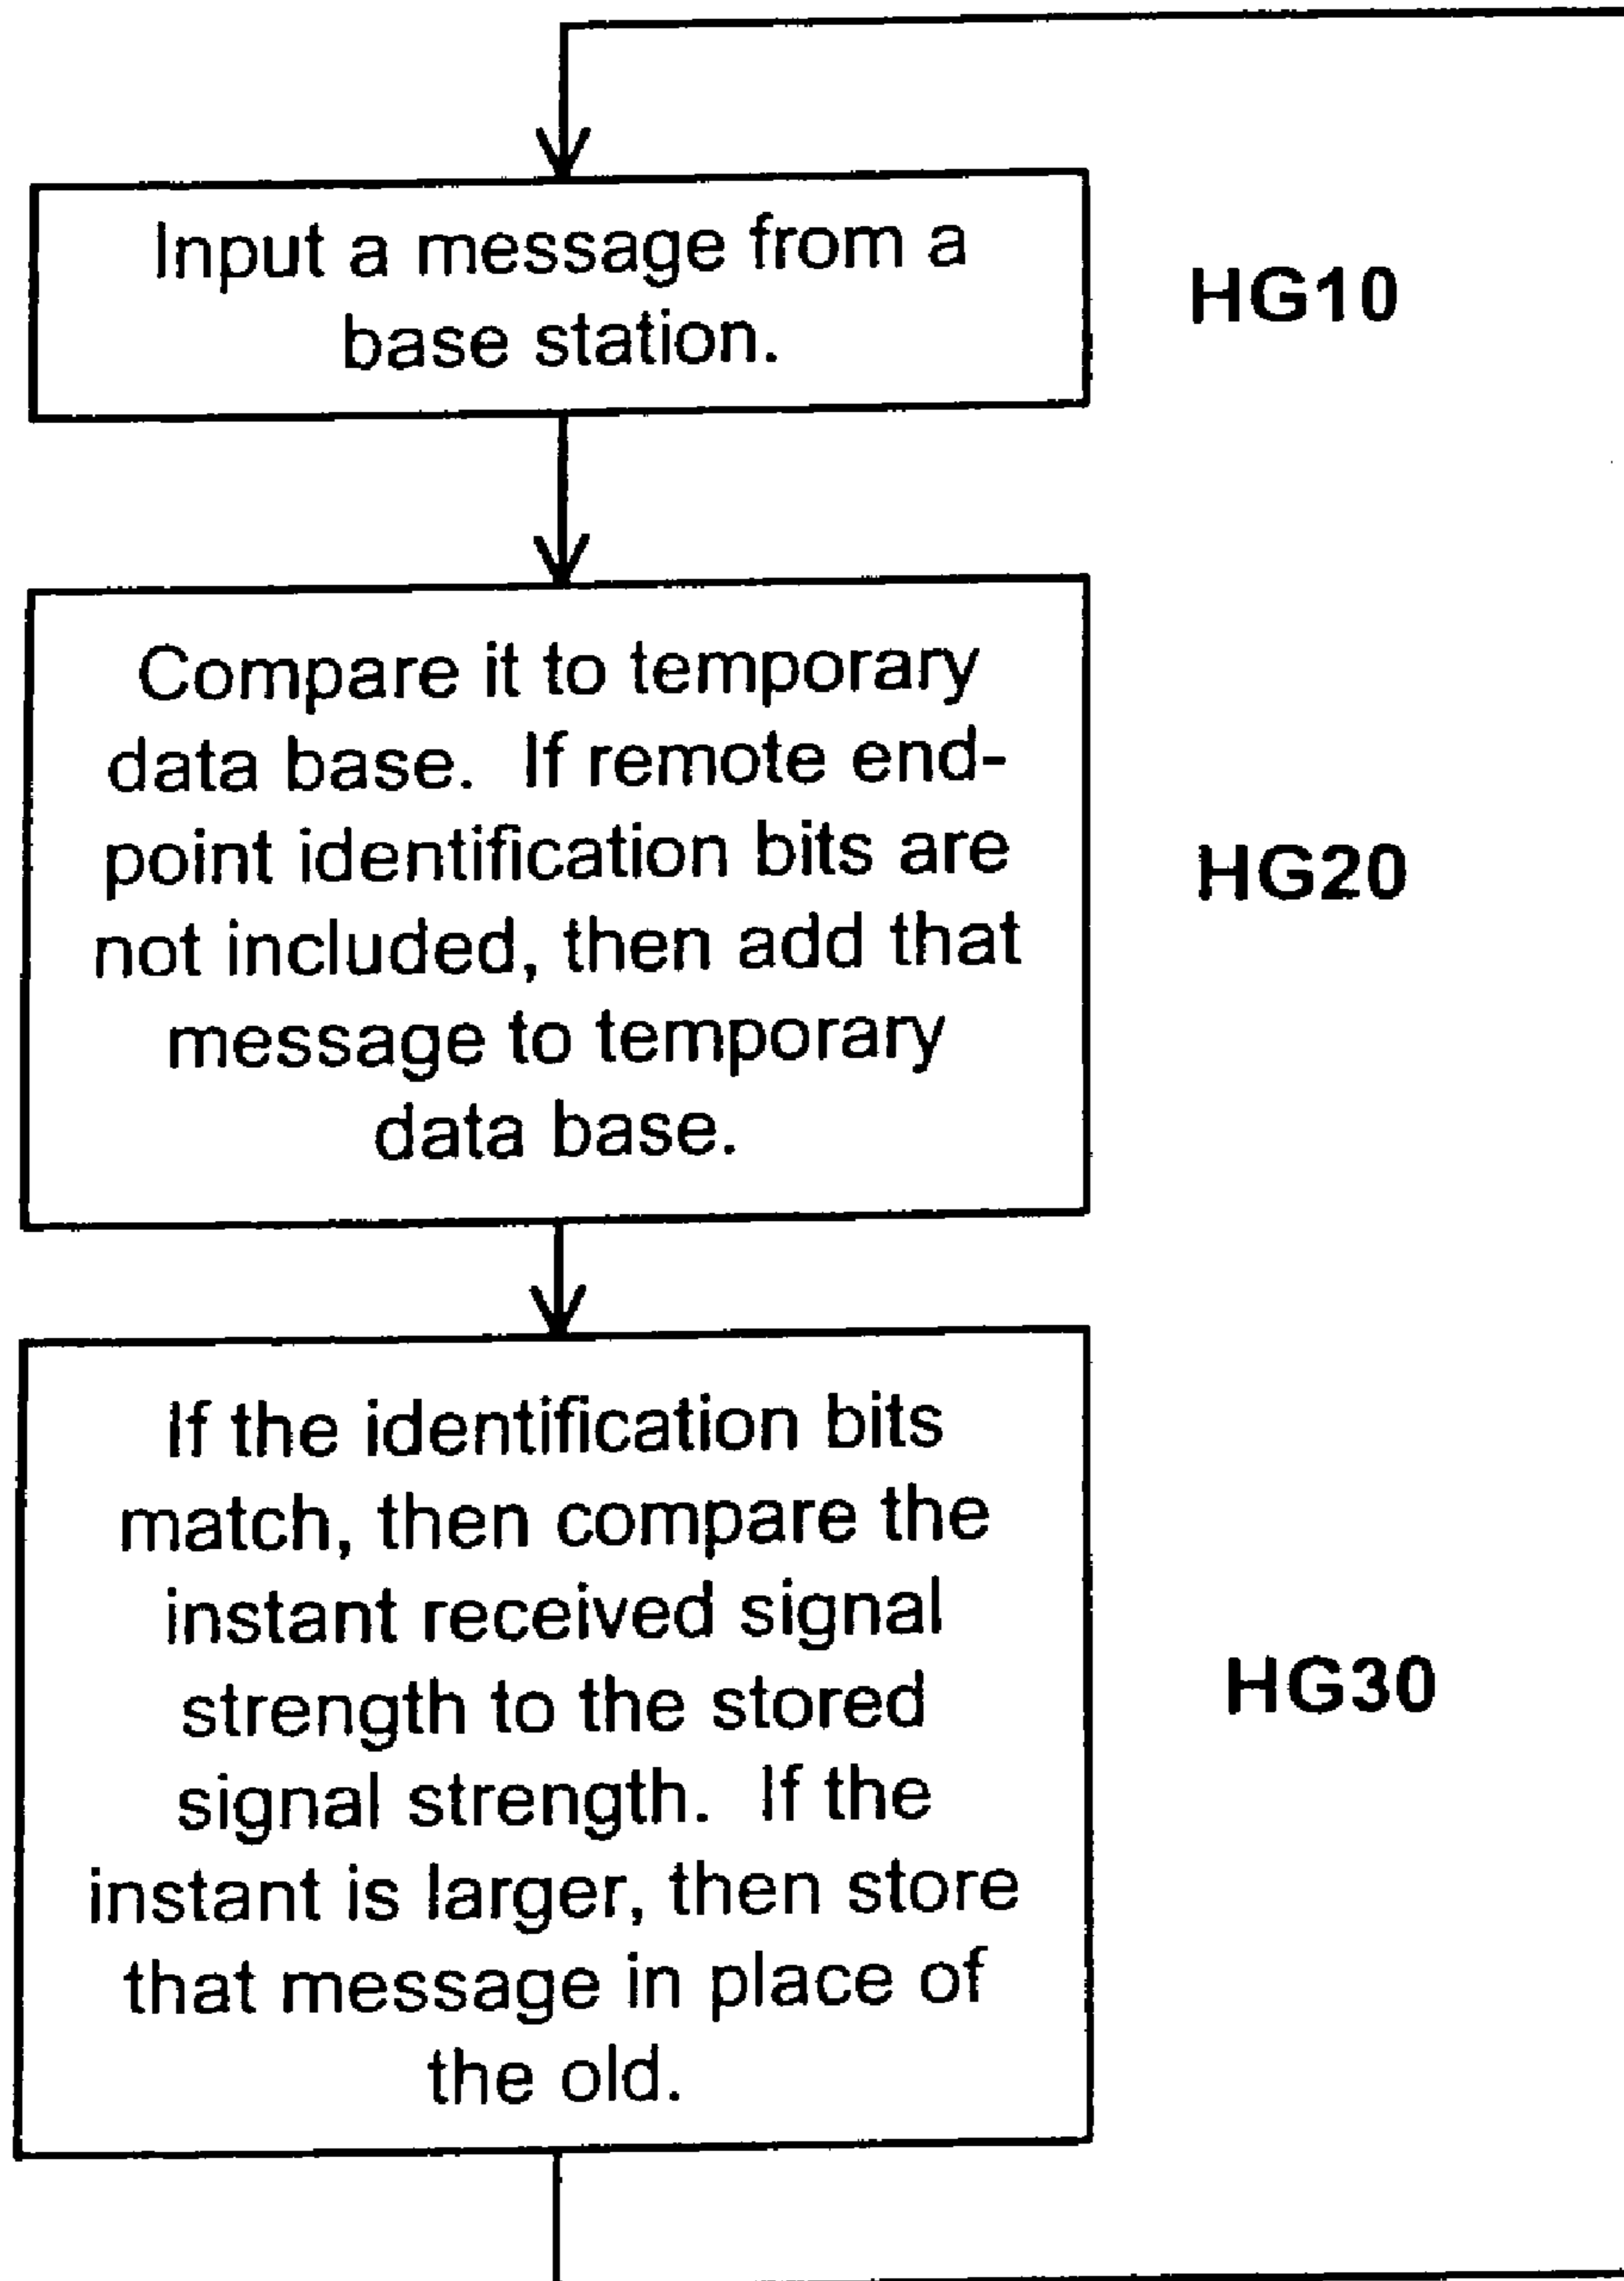 Input a message from a
base station.
HG10
Compare it to temporary
data base.  If remote end-
point identification bits are
not included, then add that
message to temporary
data base.
HG20
If the identification bits
match, then compare the
instant received signal
strength to the stored
signal strength.  If the
instant is larger, then store
that message in place of
the old.
HG30